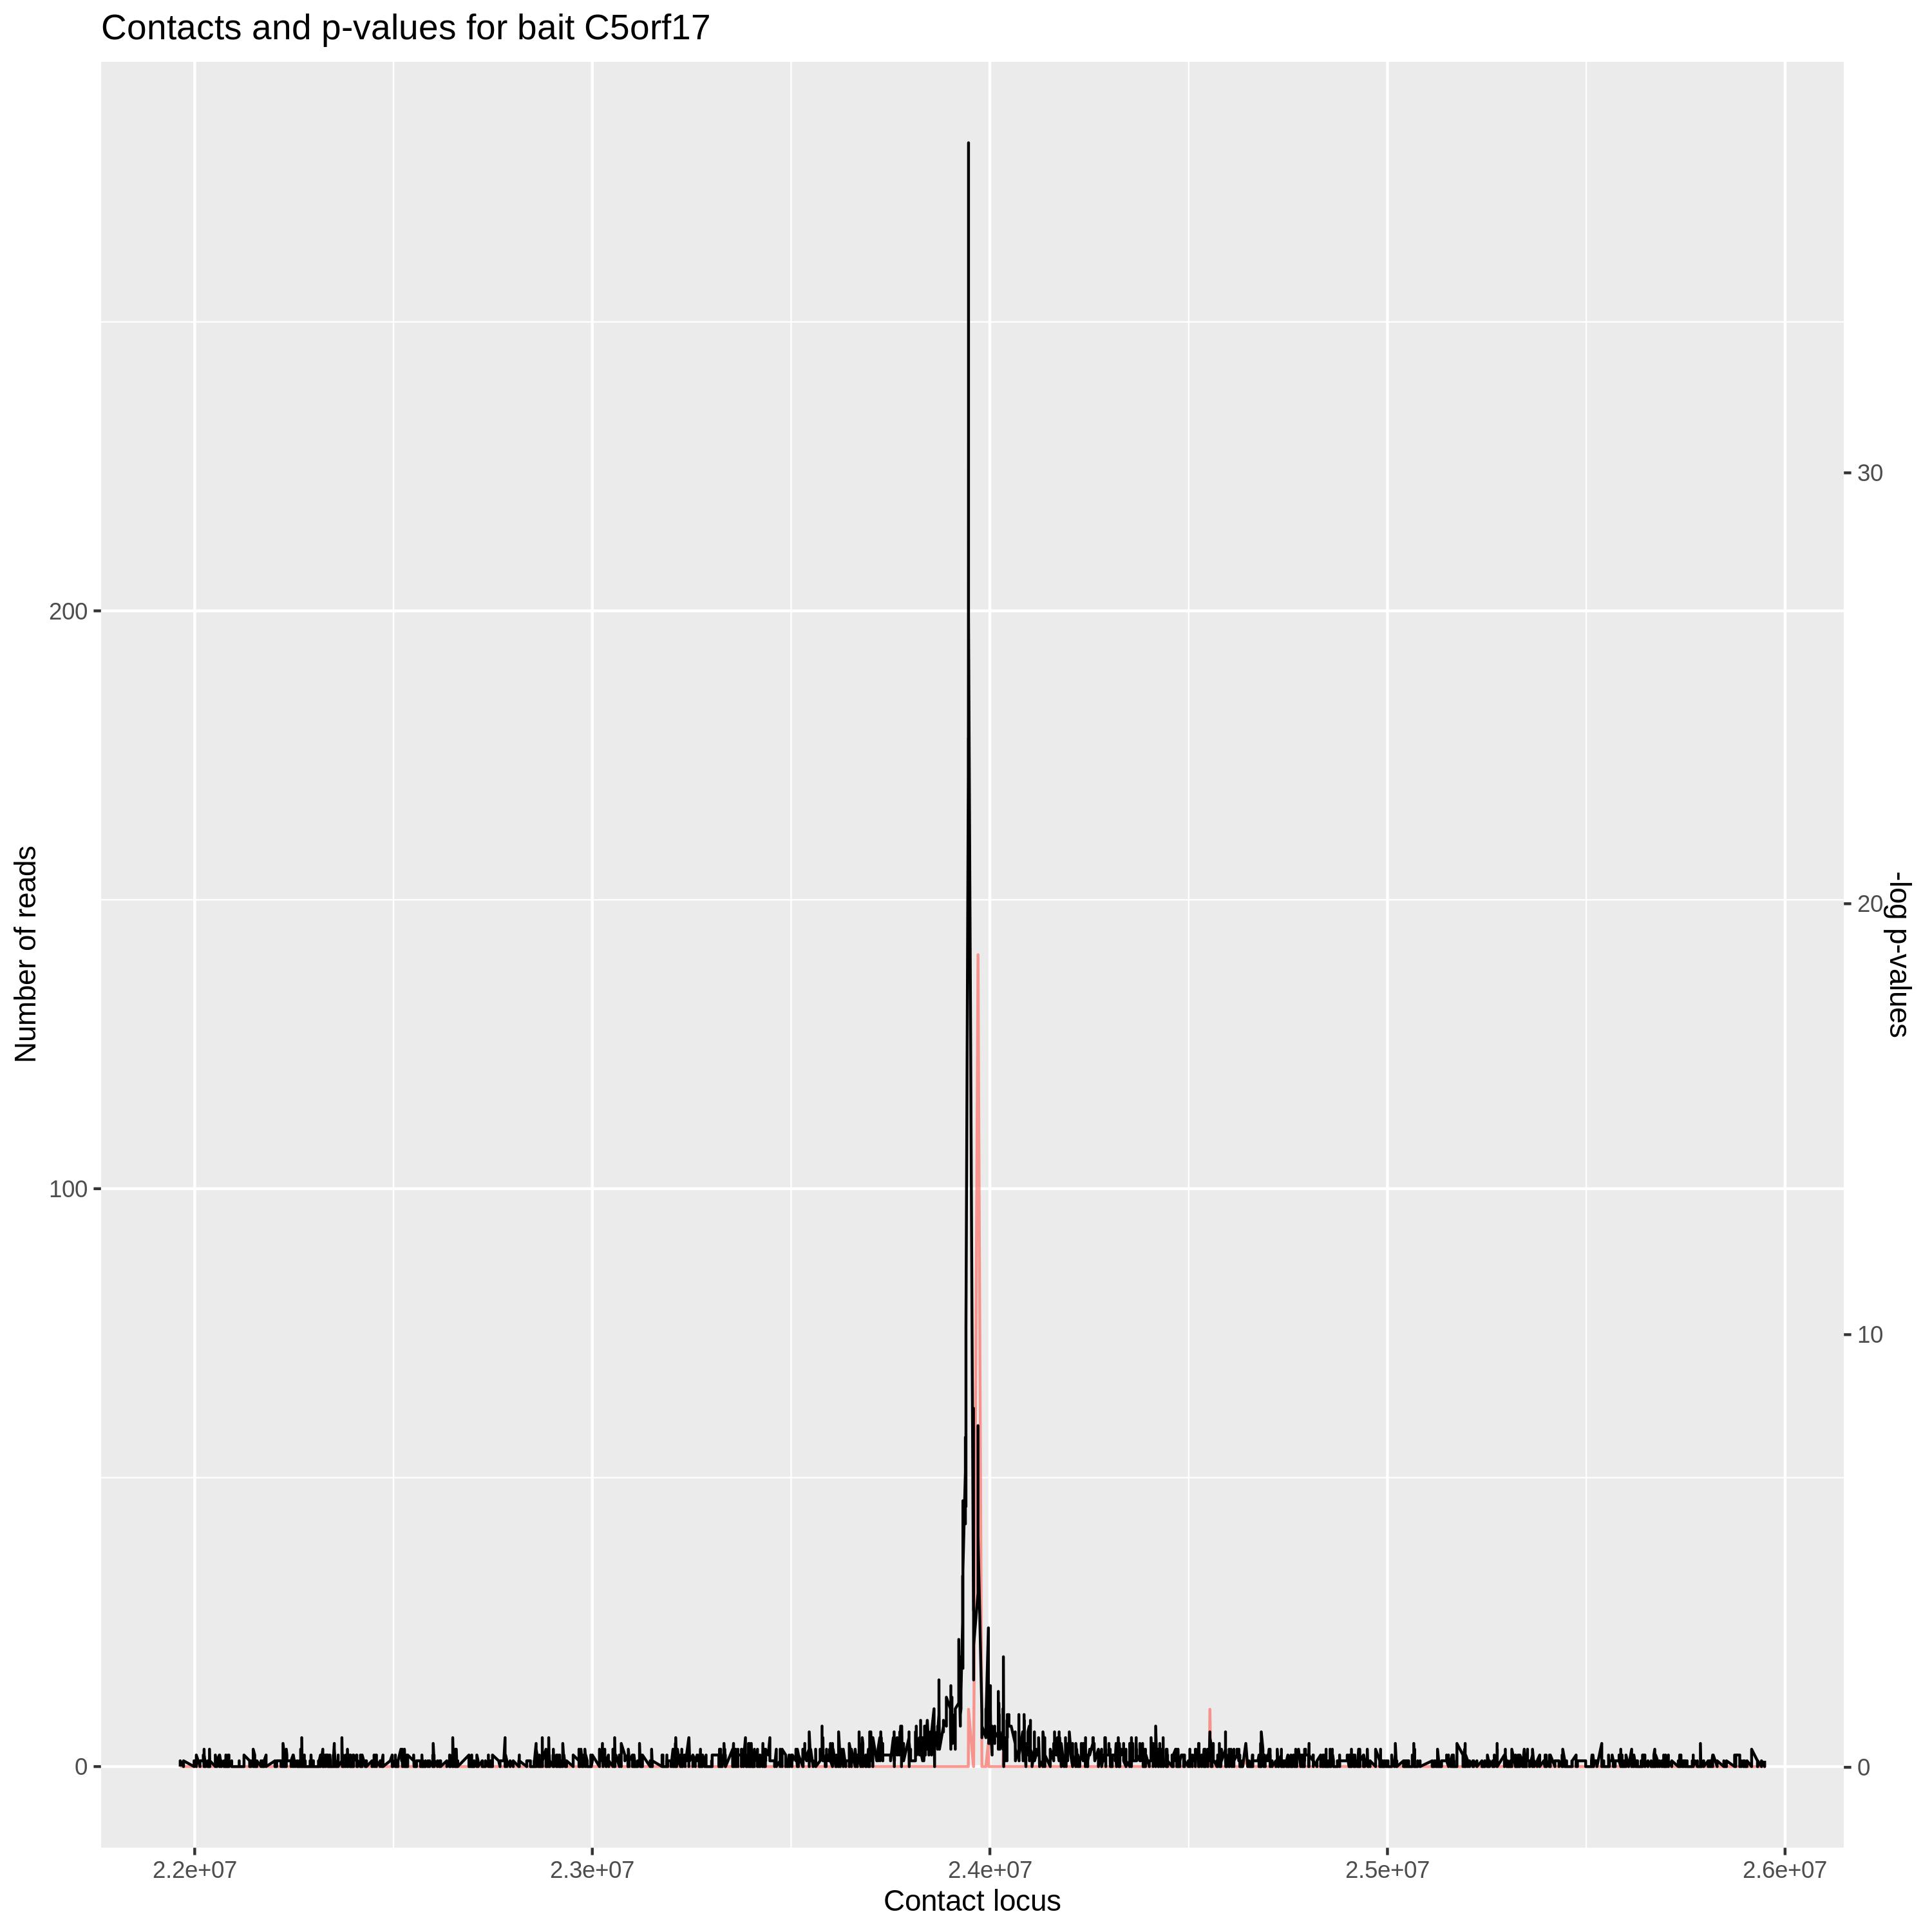 Contacts and p-values for bait C5orf17
Number of reads
200
100
0
30
20
10
0
-log p-values
2.2e+07
2.3e+07
2.4e+07
2.5e+07
2.6e+07
Contact locus